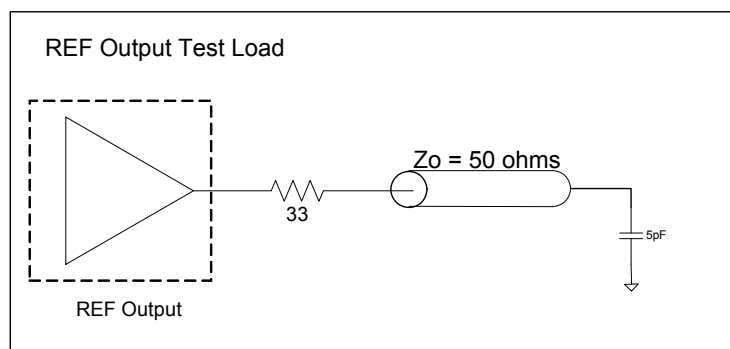 REF Output Test Load
Zo = 50 ohms
33
5pF
REF Output